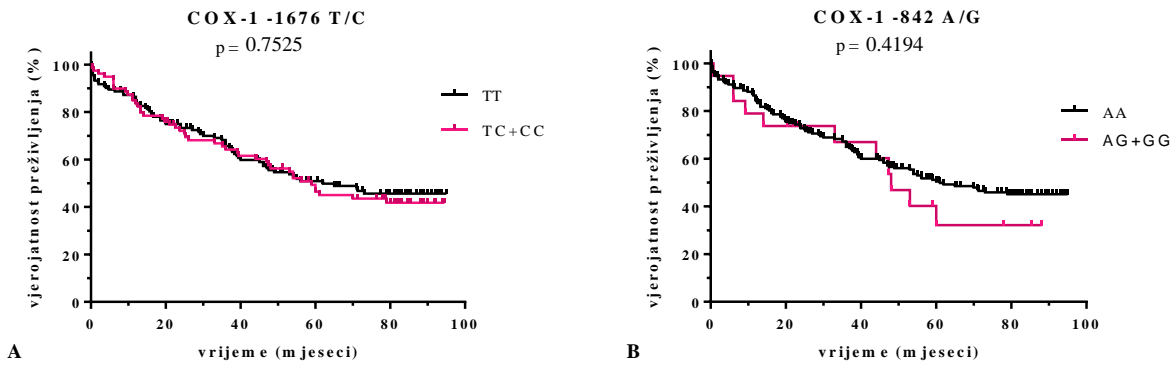 COX-1 -1676 T/C
p = 0.7525
vjerojatnost preživljenja (%)
100
80
60
40
20
0
0 20 40 60 80 100
vrijeme (mjeseci)
TT
TC+CC
A
COX-1 -842 A/G
p = 0.4194
vjerojatnost preživljenja (%)
100
80
60
40
20
0
0 20 40 60 80 100
vrijeme (mjeseci)
AA
AG+GG
B